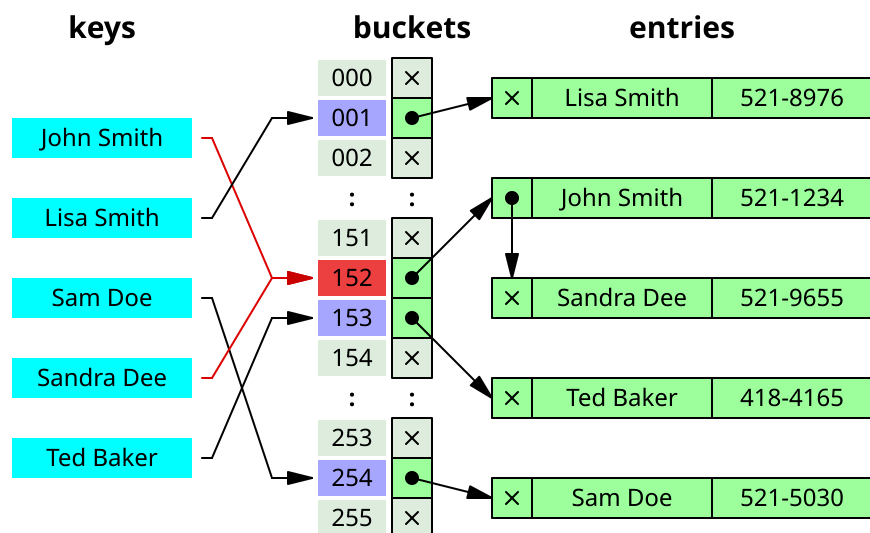 keys
buckets
entries
John Smith
Lisa Smith
Sam Doe
Sandra Dee
Ted Baker
000 ×
001
002 ×
: :
151 ×
152
153
154 ×
: :
253 ×
254
255 ×
× Lisa Smith 521-8976
John Smith 521-1234
× Sandra Dee 521-9655
× Ted Baker 418-4165
× Sam Doe 521-5030